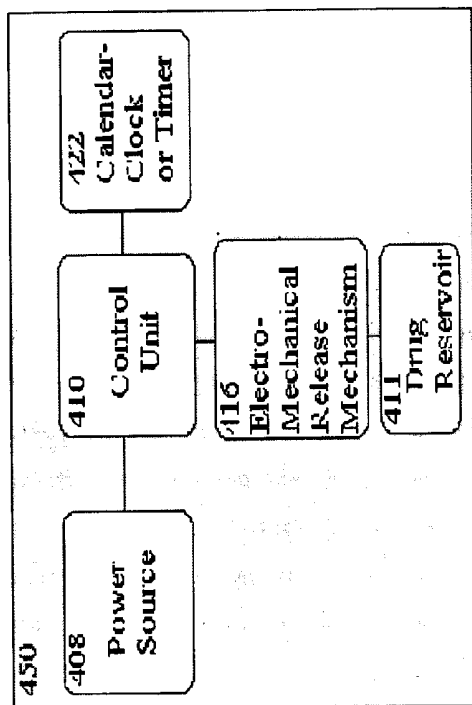 450
408
Power
Source
410
Control
Unit
422
Calendar-
Clock
or Timer
416
Electro-
Mechanical
Release
Mechanism
411
Drug
Reservoir